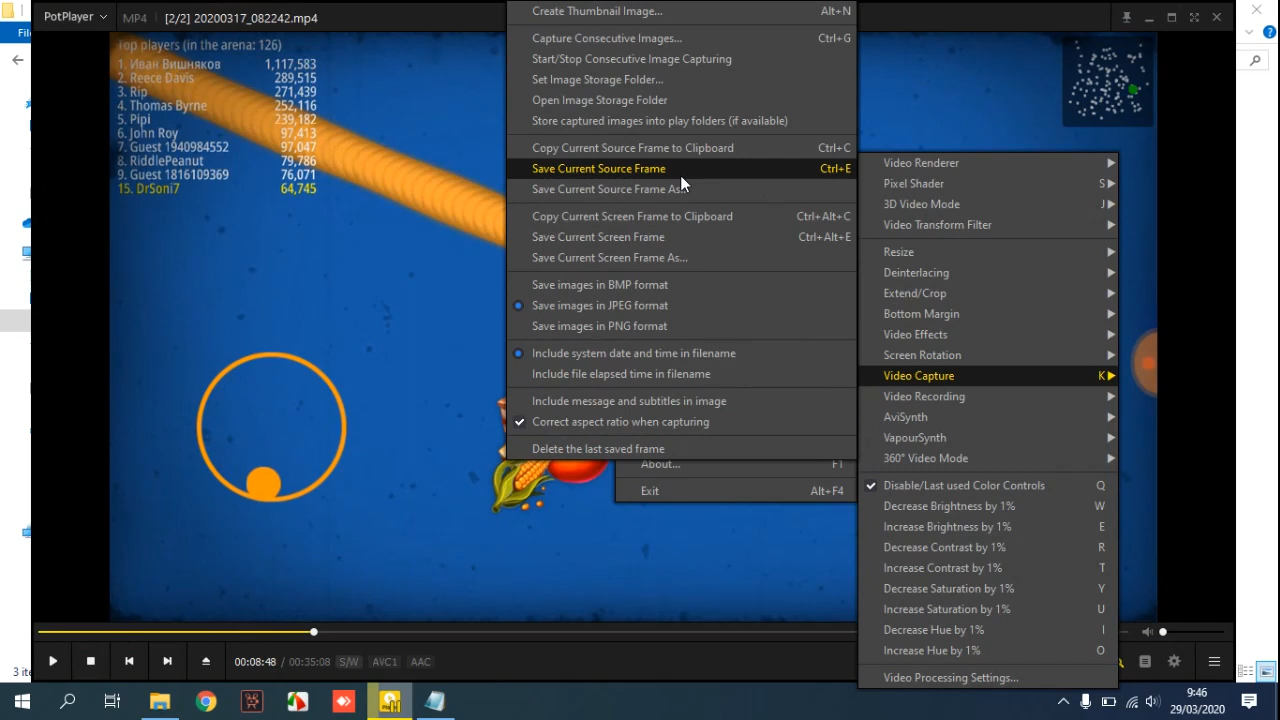 PotPlayer
MP4
[2/2] 20200317_082242.mp4
Top players (in the arena: 126)
1. Иван Вишняков 1,117,583
2. Reece Davis 289,515
3. Rip 271,439
4. Thomas Byrne 252,116
5. Pipi 239,182
6. John Roy 97,413
7. Guest 1940984552 97,047
8. RiddlePeanut 79,786
9. Guest 1816109369 76,071
15. DrSoni7 64,745
Create Thumbnail Image... Alt+N
Capture Consecutive Images... Ctrl+G
Start/Stop Consecutive Image Capturing
Set Image Storage Folder...
Open Image Storage Folder
Store captured images into play folders (if available)
Copy Current Source Frame to Clipboard Ctrl+C
Save Current Source Frame Ctrl+E
Save Current Source Frame As...
Copy Current Screen Frame to Clipboard Ctrl+Alt+C
Save Current Screen Frame Ctrl+Alt+E
Save Current Screen Frame As...
Save images in BMP format
Save images in JPEG format
Save images in PNG format
Include system date and time in filename
Include file elapsed time in filename
Include message and subtitles in image
Correct aspect ratio when capturing
Delete the last saved frame
About... F1
Exit Alt+F4
Video Renderer
Pixel Shader S
3D Video Mode J
Video Transform Filter
Resize
Deinterlacing
Extend/Crop
Bottom Margin
Video Effects
Screen Rotation
Video Capture K
Video Recording
AviSynth
VapourSynth
360° Video Mode
Disable/Last used Color Controls Q
Decrease Brightness by 1% W
Increase Brightness by 1% E
Decrease Contrast by 1% R
Increase Contrast by 1% T
Decrease Saturation by 1% Y
Increase Saturation by 1% U
Decrease Hue by 1% I
Increase Hue by 1% O
Video Processing Settings...
00:08:48 / 00:35:08 S/W AVC1 AAC
9:46
29/03/2020